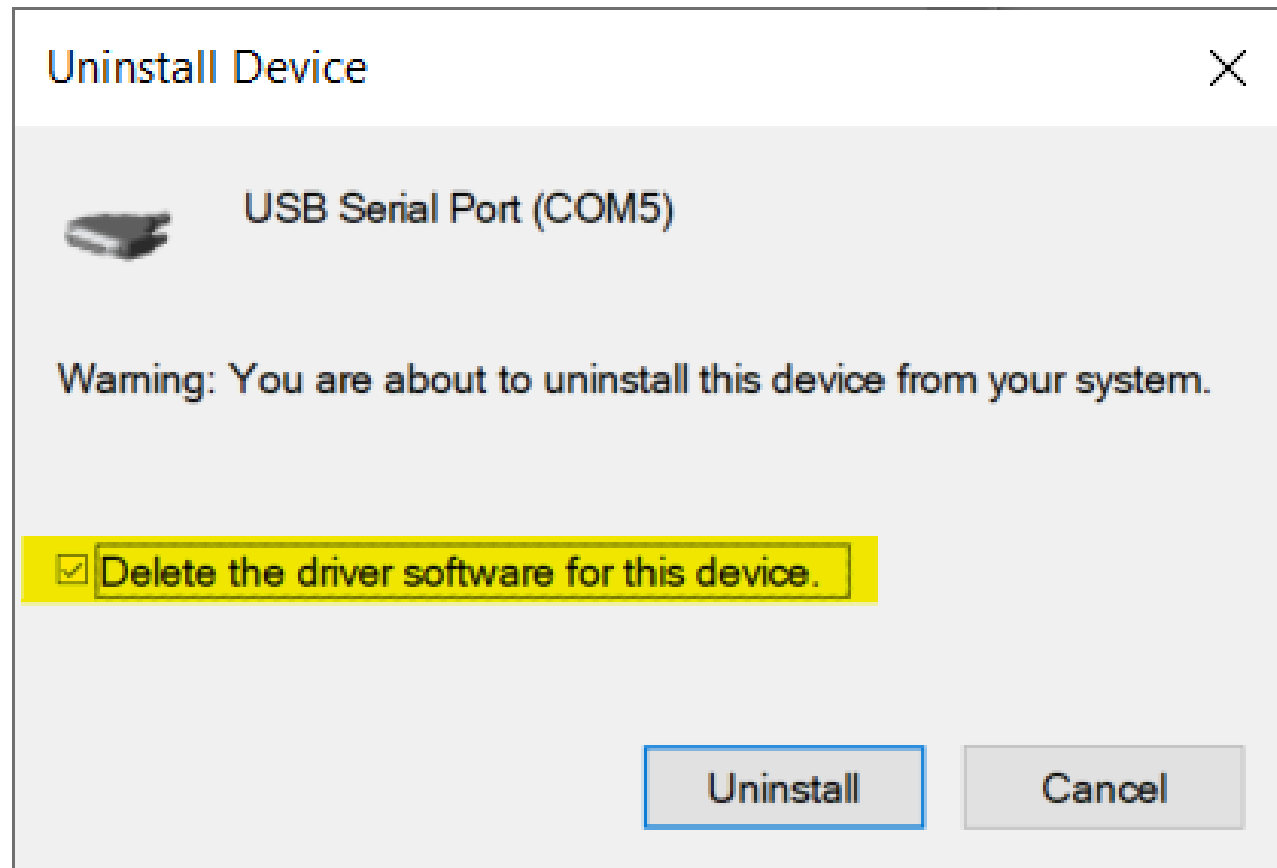 Uninstall Device
USB Serial Port (COM5)
Warning: You are about to uninstall this device from your system.
Delete the driver software for this device.
Uninstall
Cancel